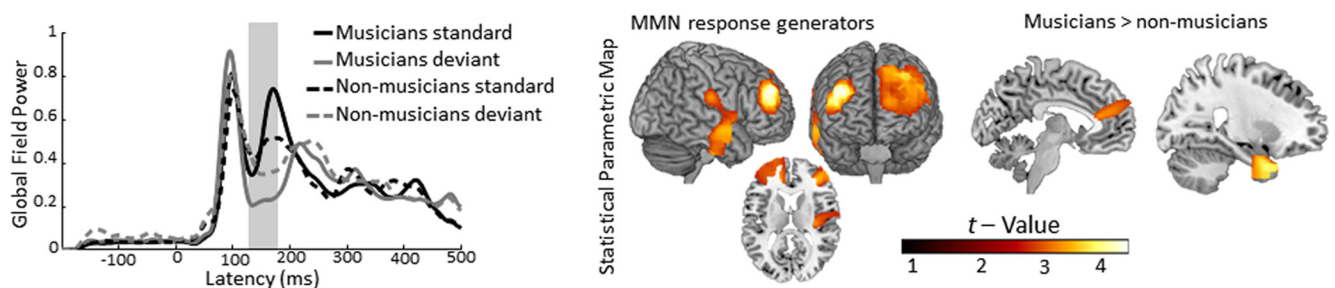 Global Field Power
1
0.8
0.6
0.4
0.2
0
-100 0 100 200 300 400 500
Latency (ms)
Musicians standard
Musicians deviant
Non-musicians standard
Non-musicians deviant
Statistical Parametric Map
MMN response generators
Musicians > non-musicians
t – Value
1 2 3 4